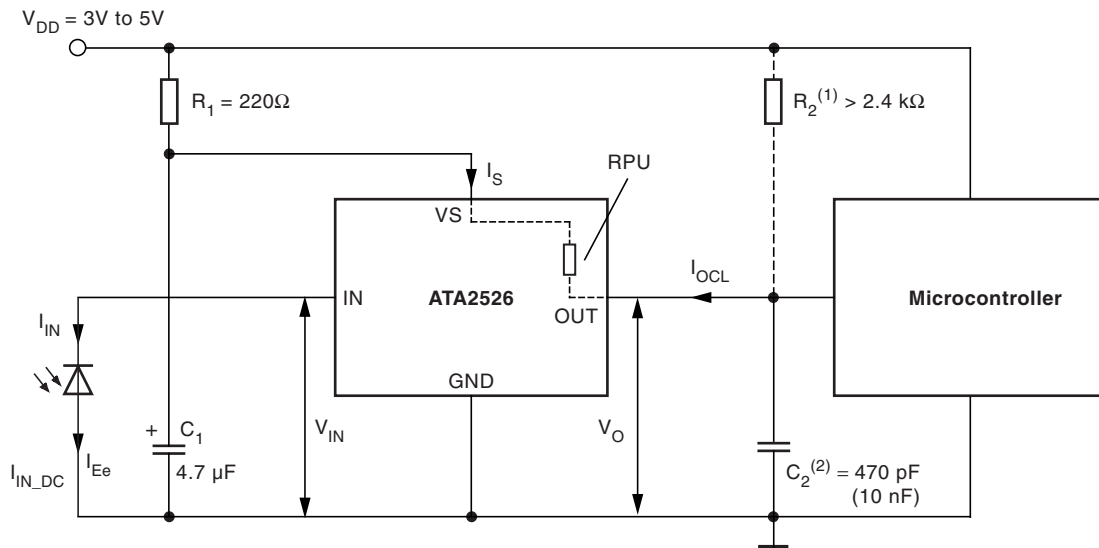 V_DD = 3V to 5V
R_1 = 220Ω
R_2^(1) > 2.4 kΩ
I_S
RPU
VS
I_OCL
IN
ATA2526
OUT
Microcontroller
I_IN
GND
+
C_1
4.7 µF
V_IN
V_O
I_Ee
I_IN_DC
C_2^(2) = 470 pF
(10 nF)